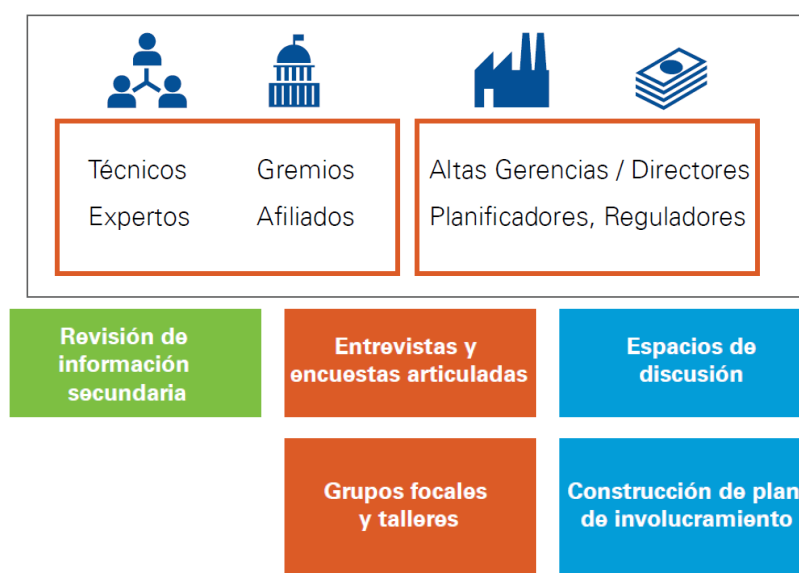 Técnicos Gremios
Expertos Afiliados
Altas Gerencias / Directores
Planificadores, Reguladores
Revisión de
información
secundaria
Entrevistas y
encuestas articuladas
Espacios de
discusión
Grupos focales
y talleres
Construcción de plan
de involucramiento